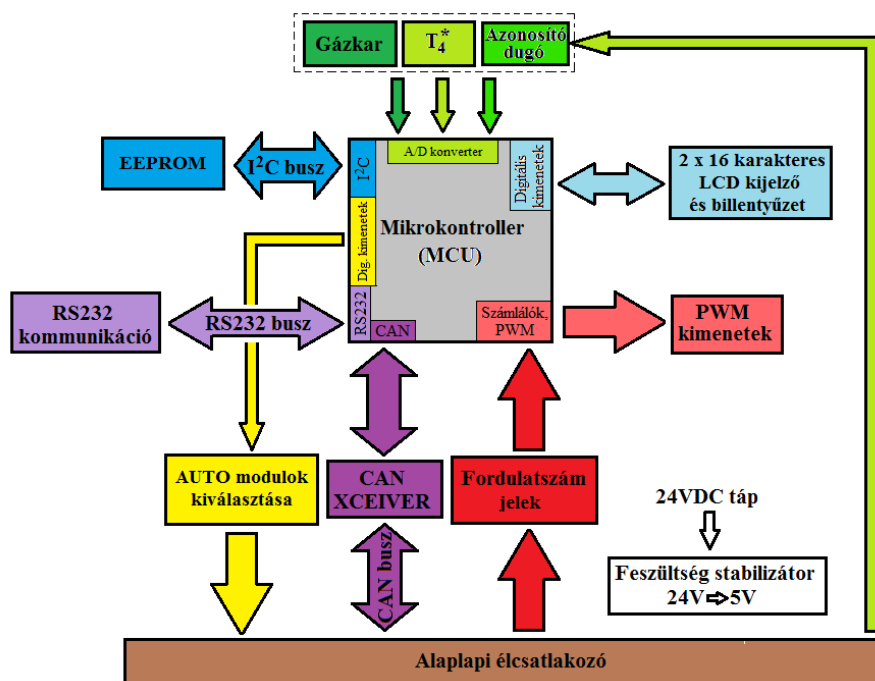 Gázkar
T4*
Azonosító
dugó
EEPROM
I²C busz
I²C
A/D konverter
Digitális
kimenetek
2 x 16 karakteres
LCD kijelző
és billentyűzet
Dig. kimenetek
Mikrokontroller
(MCU)
RS232
kommunikáció
RS232 busz
RS232
CAN
Számlálók,
PWM
PWM
kimenetek
AUTO modulok
kiválasztása
CAN
XCEIVER
Fordulatszám
jelek
24VDC táp
CAN busz
Feszültség stabilizátor
24V⇒5V
Alaplapi élcsatlakozó